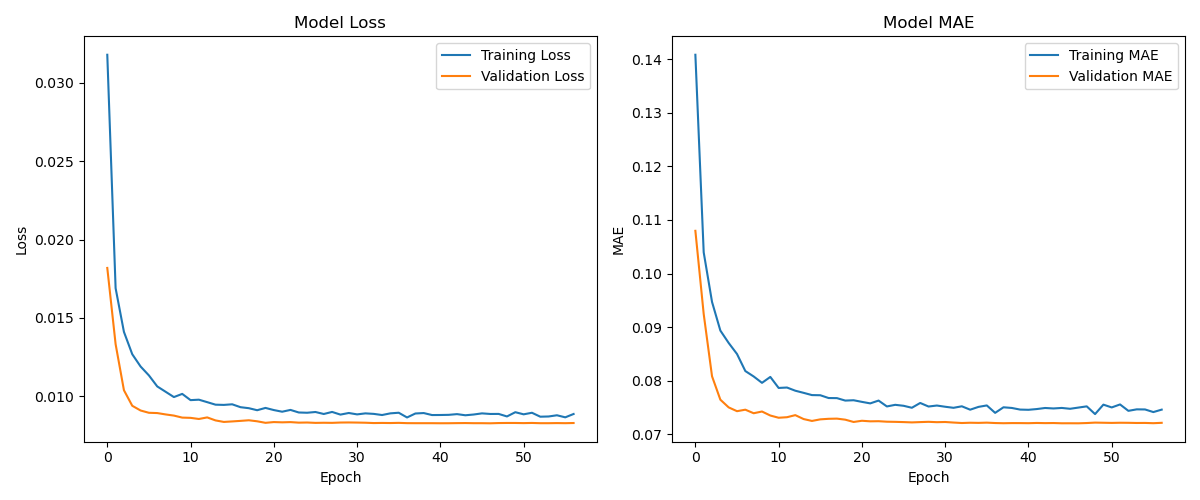 Model Loss
Training Loss
Validation Loss
0.030
0.025
0.020
0.015
0.010
Loss
0 10 20 30 40 50
Epoch
Model MAE
Training MAE
Validation MAE
0.14
0.13
0.12
0.11
0.10
0.09
0.08
0.07
MAE
0 10 20 30 40 50
Epoch